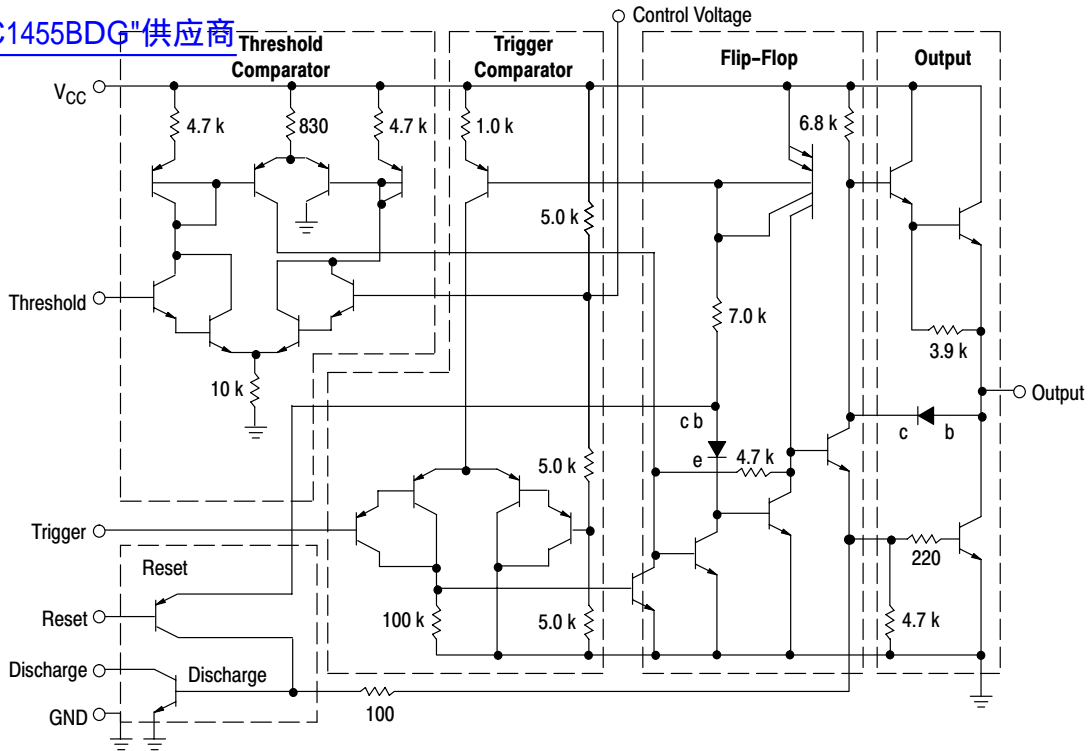 C1455BDG"供应商
Control Voltage
Threshold
Comparator
Trigger
Comparator
Flip-Flop
Output
VCC
4.7 k
830
4.7 k
1.0 k
6.8 k
5.0 k
Threshold
7.0 k
3.9 k
10 k
Output
c b
c
b
e
4.7 k
5.0 k
Trigger
220
Reset
Reset
100 k
5.0 k
4.7 k
Discharge
Discharge
100
GND